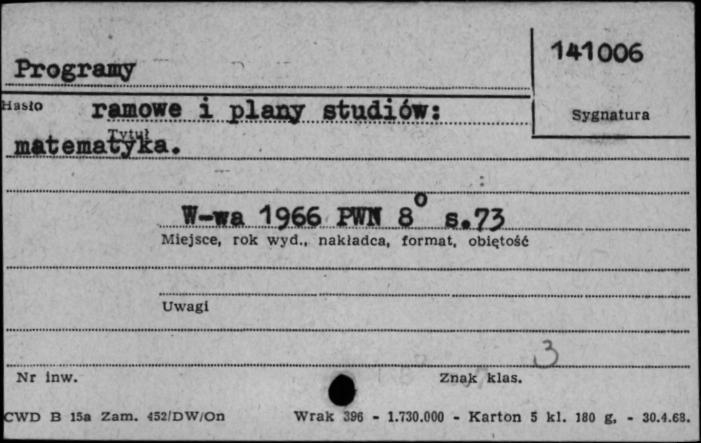 141006
Programy
Hasło
ramowe i plany studiów:
Sygnatura
Tytuł
matematyka.
W-wa 1966 PWN 8° s.73
Miejsce, rok wyd., nakładca, format, objętość
Uwagi
3
Nr inw.
Znak klas.
CWD B 15a Zam. 452/DW/On Wrak 396 - 1.730.000 - Karton 5 kl. 180 g. - 30.4.68.